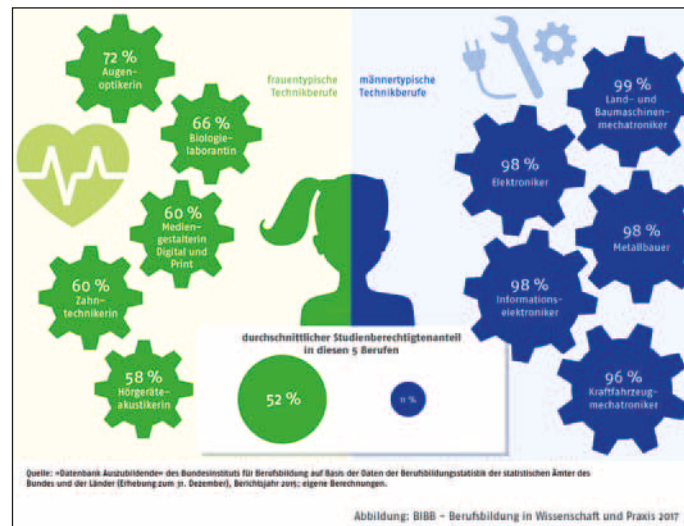 72 %
Augen-
optikerin
66 %
Biologie-
laborantin
60 %
Medien-
gestalterin
Digital und
Print
60 %
Zahn-
technikerin
58 %
Hörgeräte-
akustikerin
frauentypische
Technikberufe
männertypische
Technikberufe
99 %
Land- und
Baumaschinen-
mechatroniker
98 %
Elektroniker
98 %
Metallbauer
98 %
Informations-
elektroniker
96 %
Kraftfahrzeug-
mechatroniker
durchschnittlicher Studienberechtigtenanteil
in diesen 5 Berufen
52 %
11 %
Quelle: »Datenbank Auszubildende« des Bundesinstituts für Berufsbildung auf Basis der Daten der Berufsbildungsstatistik der statistischen Ämter des
Bundes und der Länder (Erhebung zum 31. Dezember), Berichtsjahr 2015; eigene Berechnungen.
Abbildung: BIBB – Berufsbildung in Wissenschaft und Praxis 2017